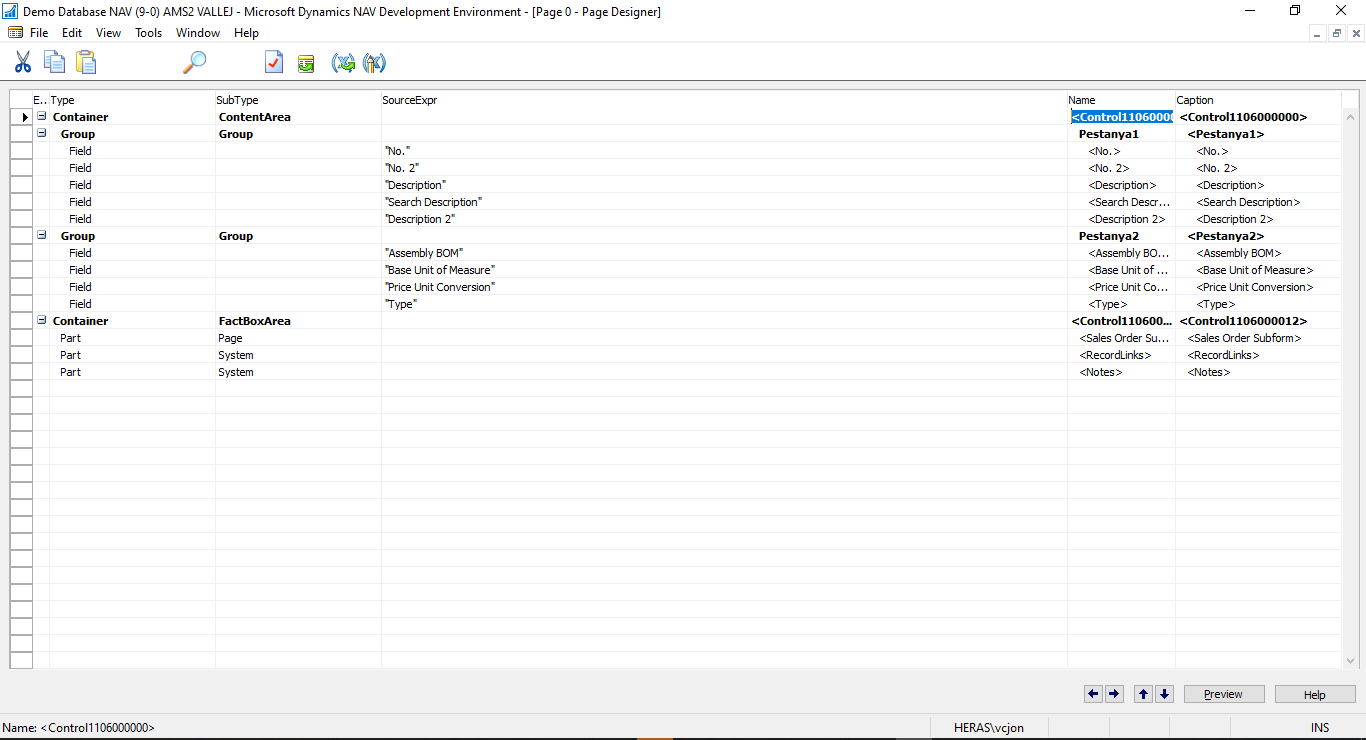 Demo Database NAV (9-0) AMS2 VALLEJ - Microsoft Dynamics NAV Development Environment - [Page 0 - Page Designer]
File Edit View Tools Window Help
E.. Type SubType SourceExpr Name Caption
Container ContentArea <Control110600000 <Control1106000000>
Group Group Pestanya1 <Pestanya1>
Field "No." <No.> <No.>
Field "No. 2" <No. 2> <No. 2>
Field "Description" <Description> <Description>
Field "Search Description" <Search Descr... <Search Description>
Field "Description 2" <Description 2> <Description 2>
Group Group Pestanya2 <Pestanya2>
Field "Assembly BOM" <Assembly BO... <Assembly BOM>
Field "Base Unit of Measure" <Base Unit of ... <Base Unit of Measure>
Field "Price Unit Conversion" <Price Unit Co... <Price Unit Conversion>
Field "Type" <Type> <Type>
Container FactBoxArea <Control110600... <Control1106000012>
Part Page <Sales Order Su... <Sales Order Subform>
Part System <RecordLinks> <RecordLinks>
Part System <Notes> <Notes>
Preview Help
Name: <Control1106000000> HERAS\vcjon INS